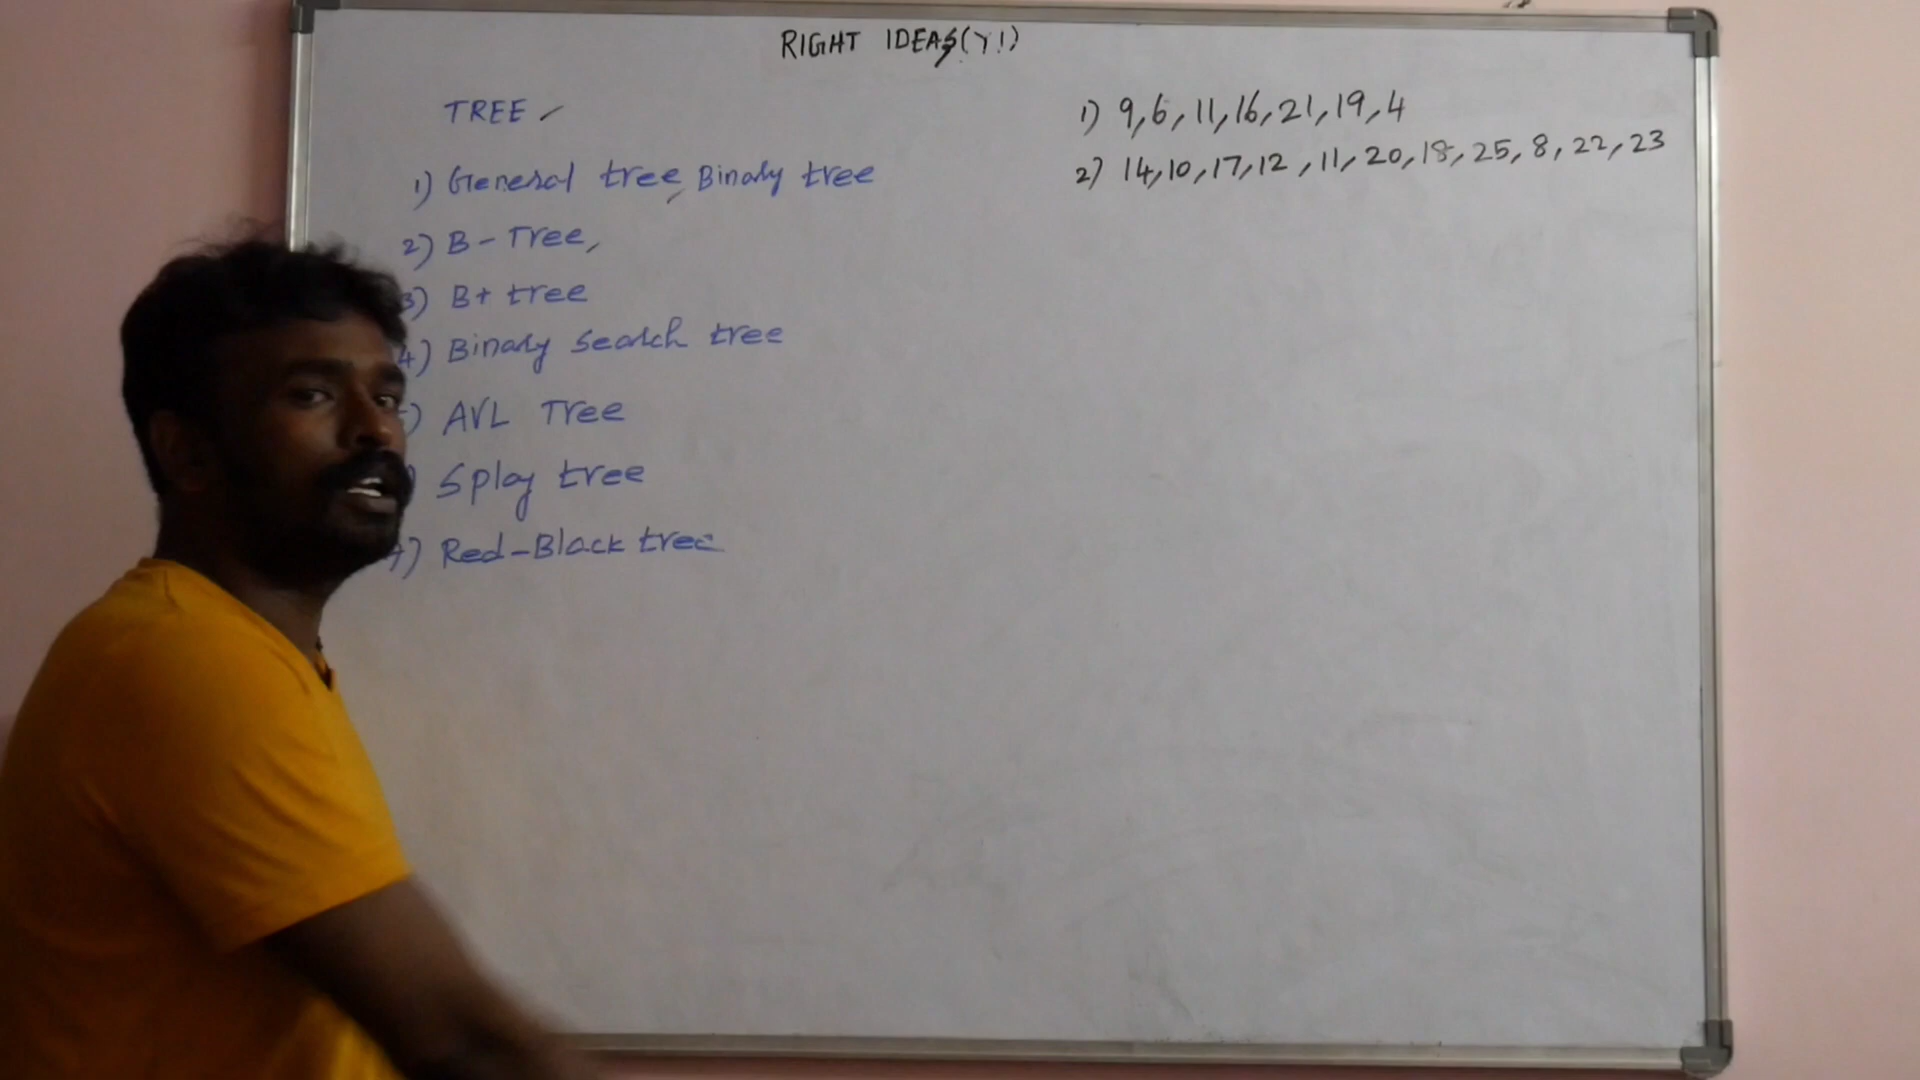 RIGHT IDEAS(Y!)
TREE
1) General tree, Binary tree
2) B-Tree,
3) B+ tree
4) Binary Search tree
) AVL Tree
) Splay tree
7) Red-Black tree
1) 9,6,11,16,21,19,4
2) 14,10,17,12,11,20,18,25,8,22,23